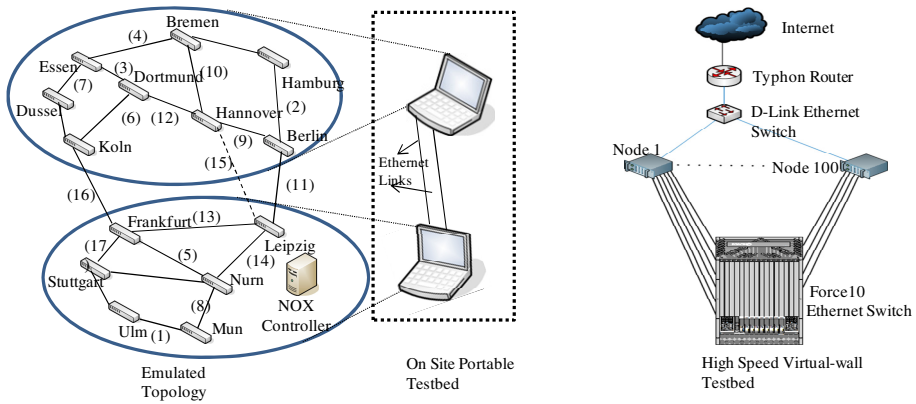 Bremen
(4)
Essen
(3)
Dortmund
(10)
(7)
Hamburg
Dussel
Hannover
(2)
(6)
(12)
(9)
Berlin
Koln
(15)
(16)
(11)
Frankfurt
(13)
Leipzig
(17)
(5)
(14)
Stuttgart
Nurn
(8)
NOX
Controller
Ulm
(1)
Mun
Emulated
Topology
Ethernet
Links
On Site Portable
Testbed
Internet
Typhon Router
D-Link Ethernet
Switch
Node 1
Node 100
Force10
Ethernet Switch
High Speed Virtual-wall
Testbed